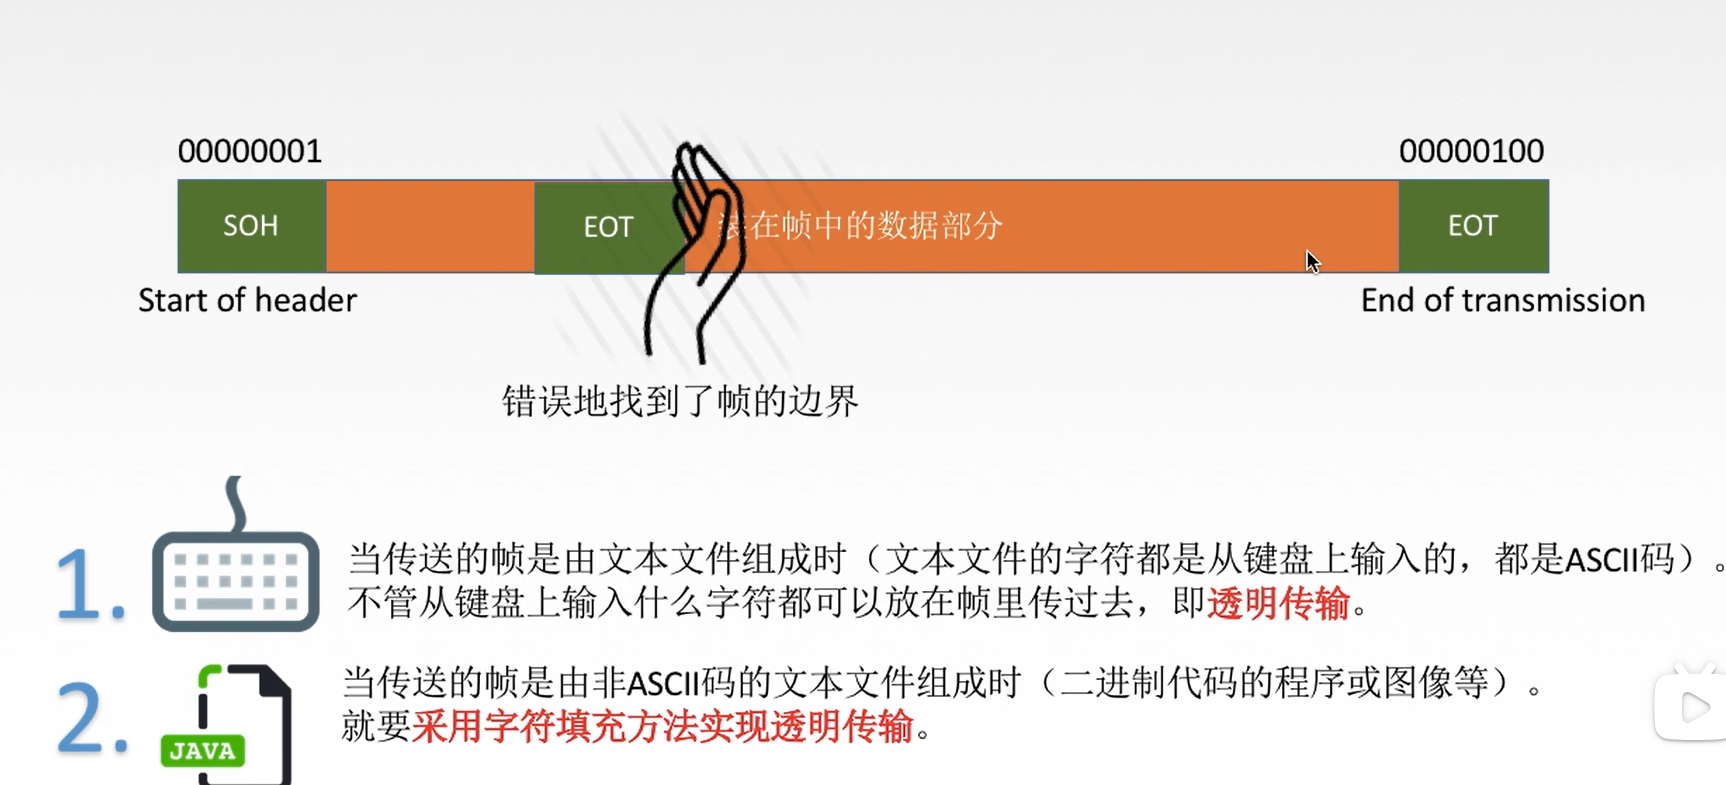 00000001
00000100
SOH
EOT
装在帧中的数据部分
EOT
Start of header
End of transmission
错误地找到了帧的边界
1.
当传送的帧是由文本文件组成时（文本文件的字符都是从键盘上输入的，都是ASCII码）。
不管从键盘上输入什么字符都可以放在帧里传过去，即透明传输。
2.
当传送的帧是由非ASCII码的文本文件组成时（二进制代码的程序或图像等）。
就要采用字符填充方法实现透明传输。
JAVA